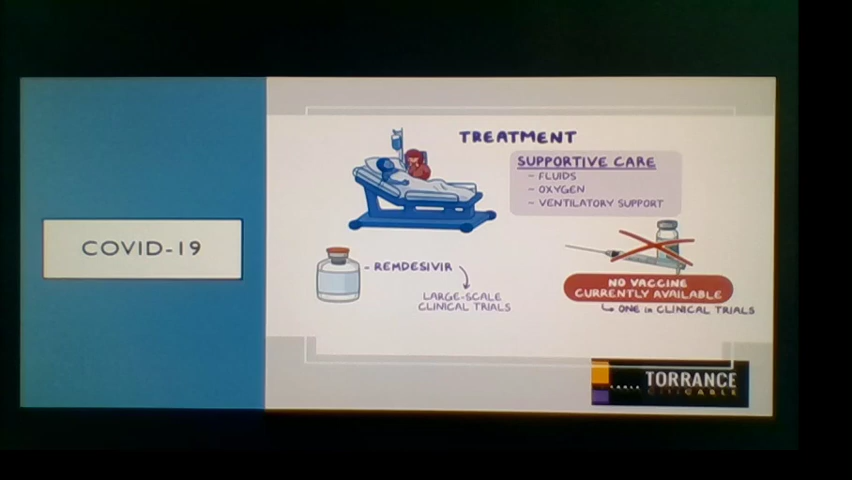 COVID-19
TREATMENT
SUPPORTIVE CARE
- FLUIDS
- OXYGEN
- VENTILATORY SUPPORT
- REMDESIVIR
LARGE-SCALE
CLINICAL TRIALS
NO VACCINE
CURRENTLY AVAILABLE
ONE in CLINICAL TRIALS
TORRANCE
CABLE